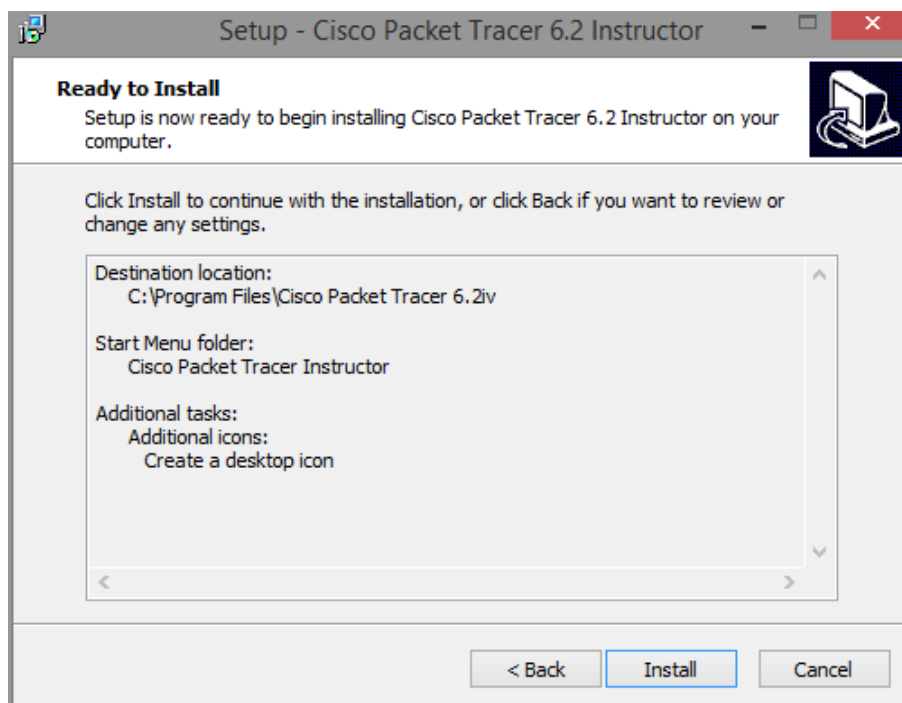 Setup - Cisco Packet Tracer 6.2 Instructor
Ready to Install
Setup is now ready to begin installing Cisco Packet Tracer 6.2 Instructor on your
computer.
Click Install to continue with the installation, or click Back if you want to review or
change any settings.
Destination location:
C:\Program Files\Cisco Packet Tracer 6.2iv
Start Menu folder:
Cisco Packet Tracer Instructor
Additional tasks:
Additional icons:
Create a desktop icon
< Back
Install
Cancel